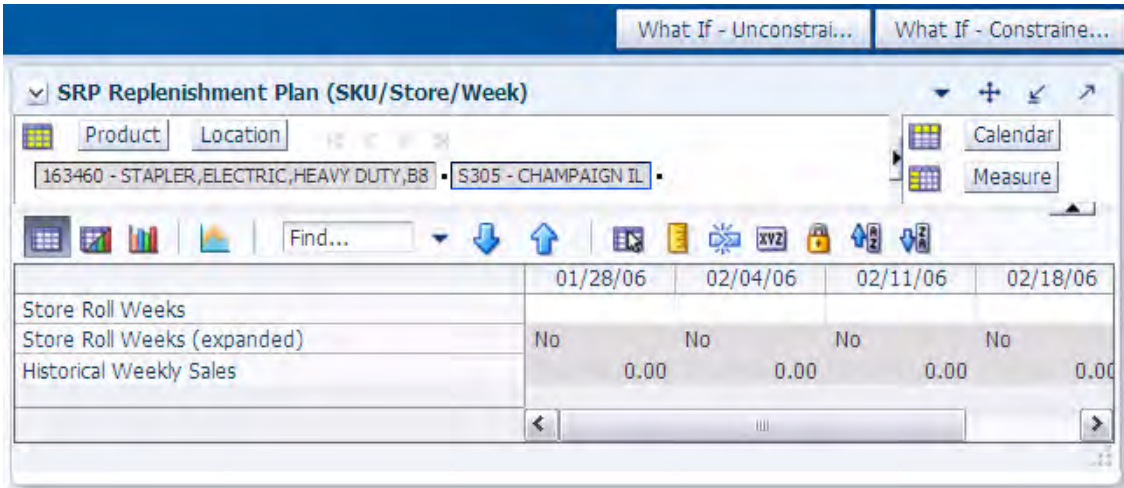 What If - Unconstrai... What If - Constraine...
SRP Replenishment Plan (SKU/Store/Week)
Product Location Calendar
163460 - STAPLER,ELECTRIC,HEAVY DUTY,B8 S305 - CHAMPAIGN IL Measure
Find... XYZ A Z Z A
01/28/06 02/04/06 02/11/06 02/18/06
Store Roll Weeks
Store Roll Weeks (expanded) No No No No
Historical Weekly Sales 0.00 0.00 0.00 0.00